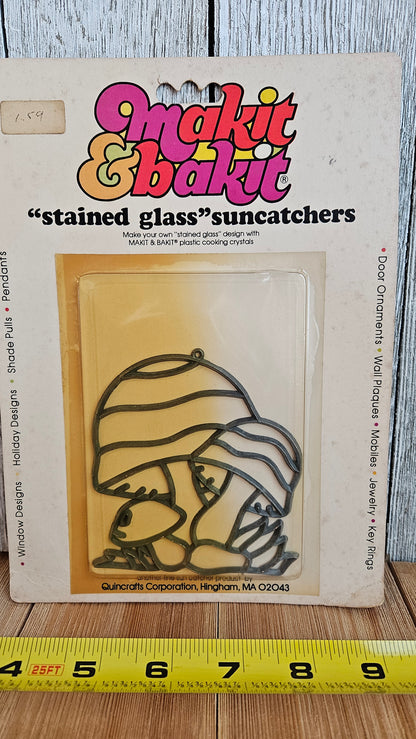 1.59
makit
& bakit®
"stained glass" suncatchers
Make your own "stained glass" design with
MAKIT & BAKIT® plastic cooking crystals
• Window Designs • Holiday Designs • Shade Pulls • Pendants
• Door Ornaments • Wall Plaques • Mobiles • Jewelry • Key Rings
another fine sun catcher product by
Quincrafts Corporation, Hingham, MA 02043
4 25FT 5 6 7 8 9